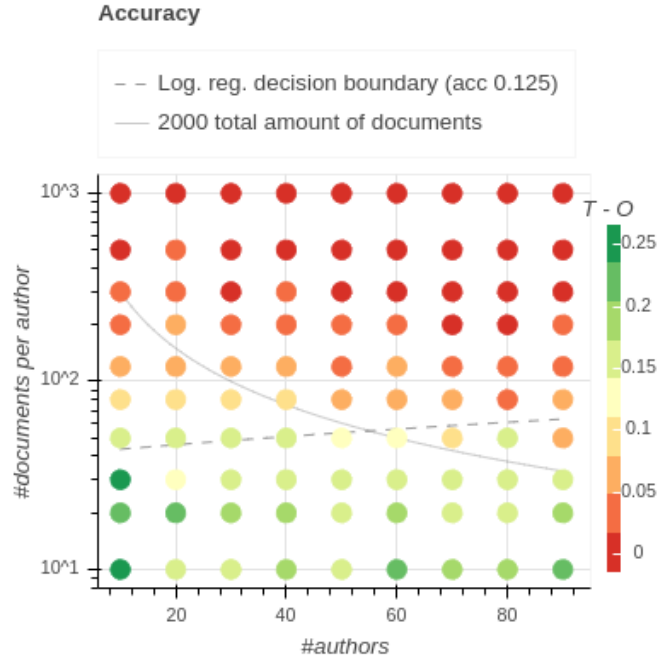 Accuracy
Log. reg. decision boundary (acc 0.125)
2000 total amount of documents
10^3
10^2
10^1
#documents per author
20
40
60
80
#authors
T - O
0.25
0.2
0.15
0.1
0.05
0